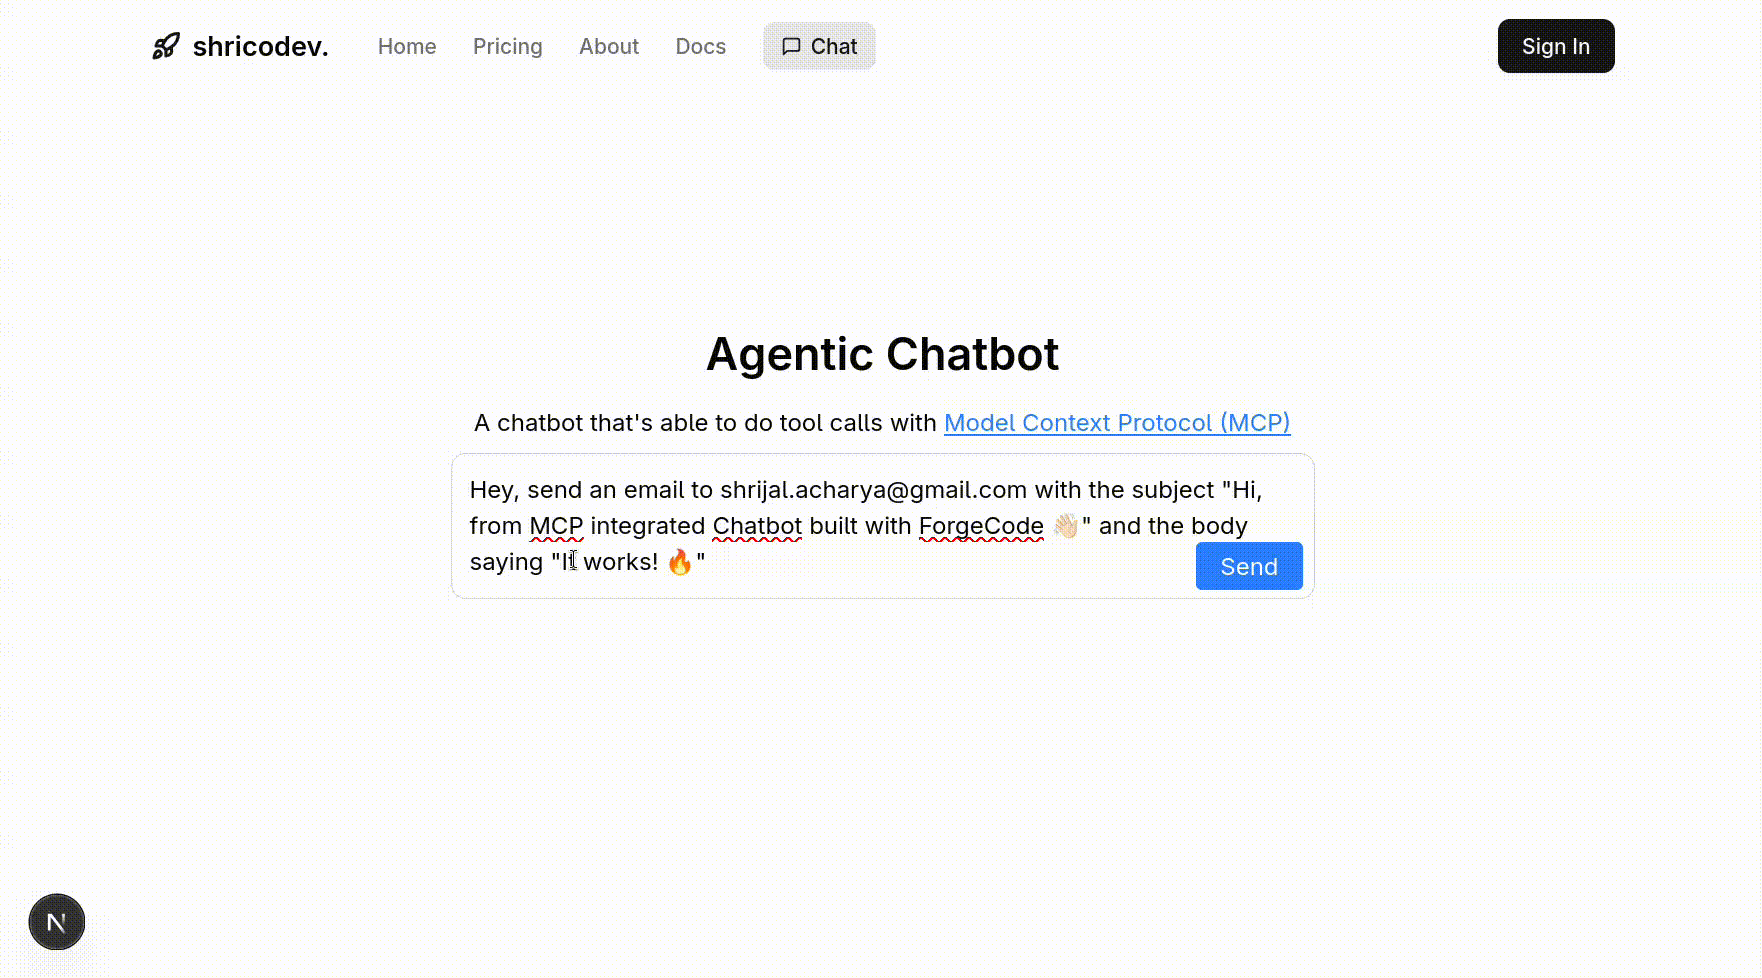 shricodev.
Home
Pricing
About
Docs
Chat
Sign In
Agentic Chatbot
A chatbot that's able to do tool calls with Model Context Protocol (MCP)
Hey, send an email to shrijal.acharya@gmail.com with the subject "Hi,
from MCP integrated Chatbot built with ForgeCode 👋🏻" and the body
saying "It works! 🔥"
Send
N